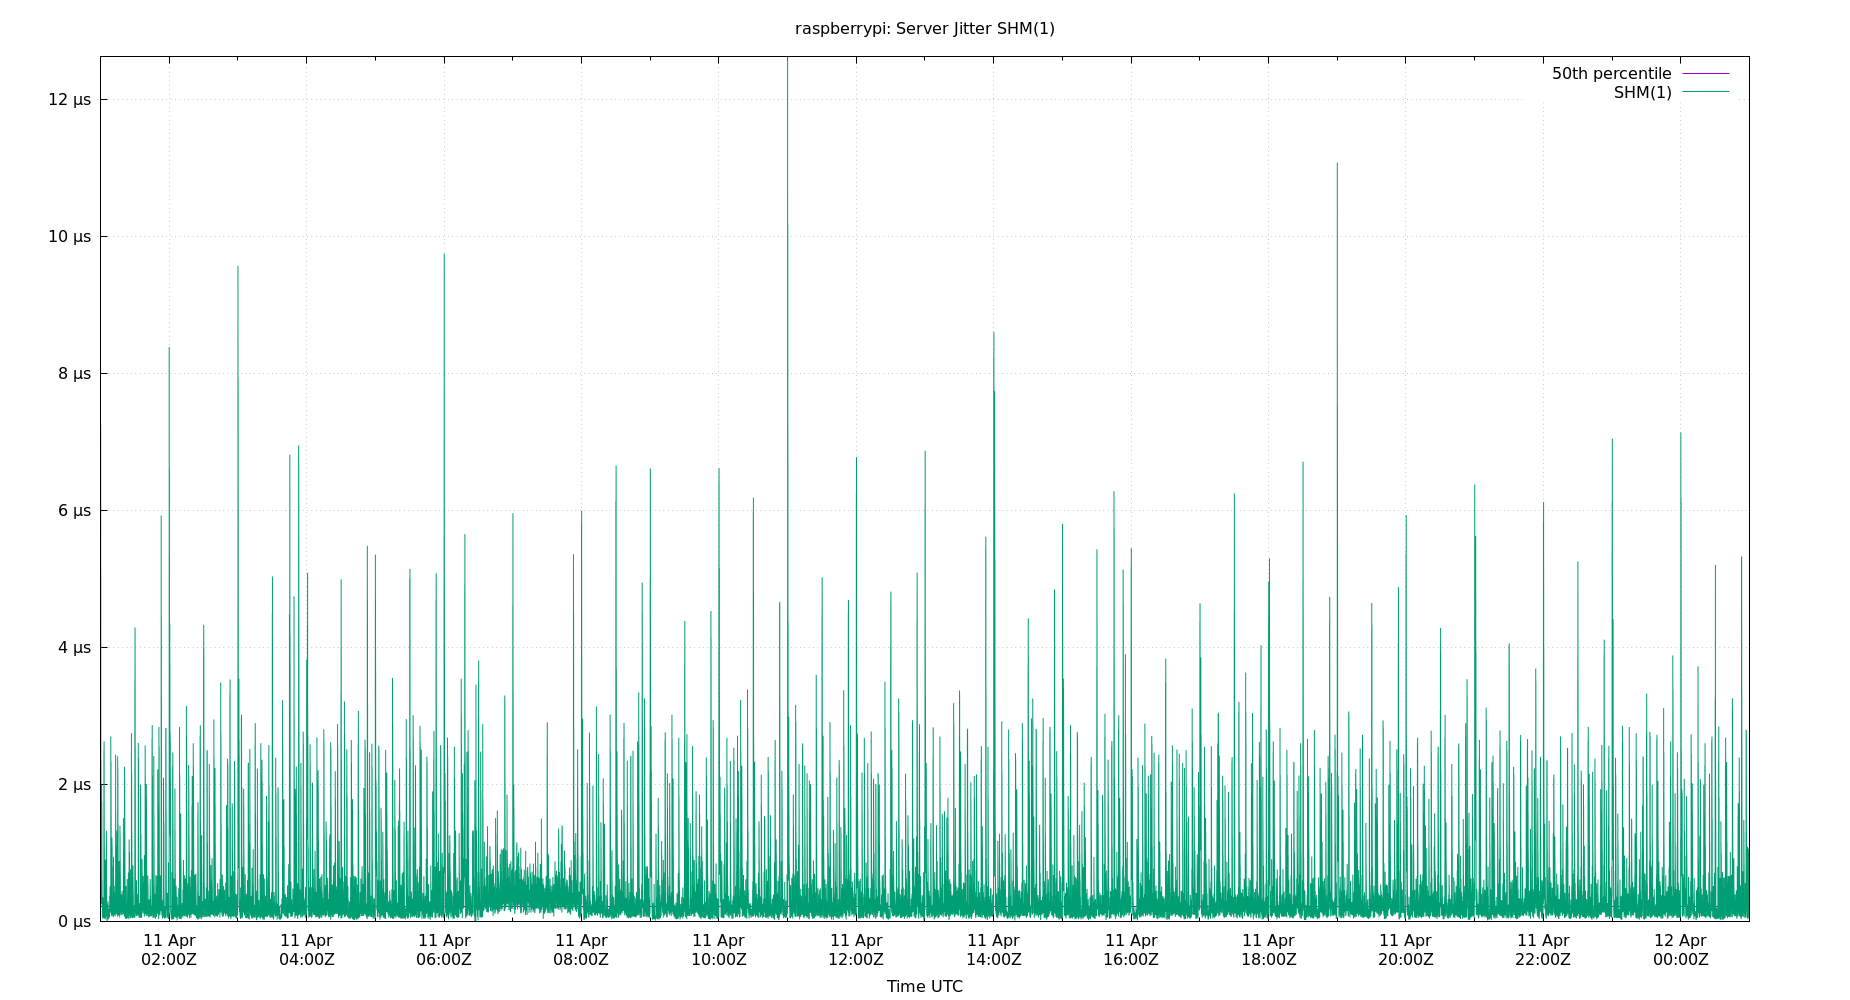 raspberrypi: Server Jitter SHM(1)
50th percentile
SHM(1)
12 µs
10 µs
8 µs
6 µs
4 µs
2 µs
0 µs
11 Apr 11 Apr 11 Apr 11 Apr 11 Apr 11 Apr 11 Apr 11 Apr 11 Apr 11 Apr 11 Apr 12 Apr
02:00Z 04:00Z 06:00Z 08:00Z 10:00Z 12:00Z 14:00Z 16:00Z 18:00Z 20:00Z 22:00Z 00:00Z
Time UTC